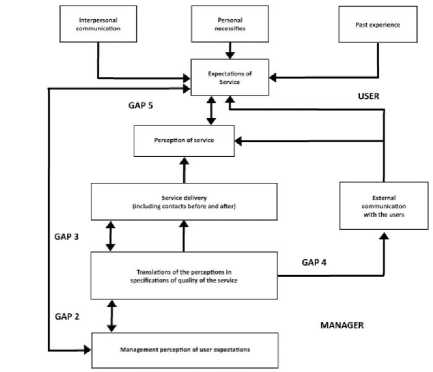 Interpersonal
communication
Personal
necessities
Past experience
Expectations of
Service
USER
GAP 5
Perception of service
Service delivery
(including contacts before and after)
External
communication
with the users
GAP 3
GAP 4
Translations of the perceptions in
specifications of quality of the service
GAP 2
MANAGER
Management perception of user expectations